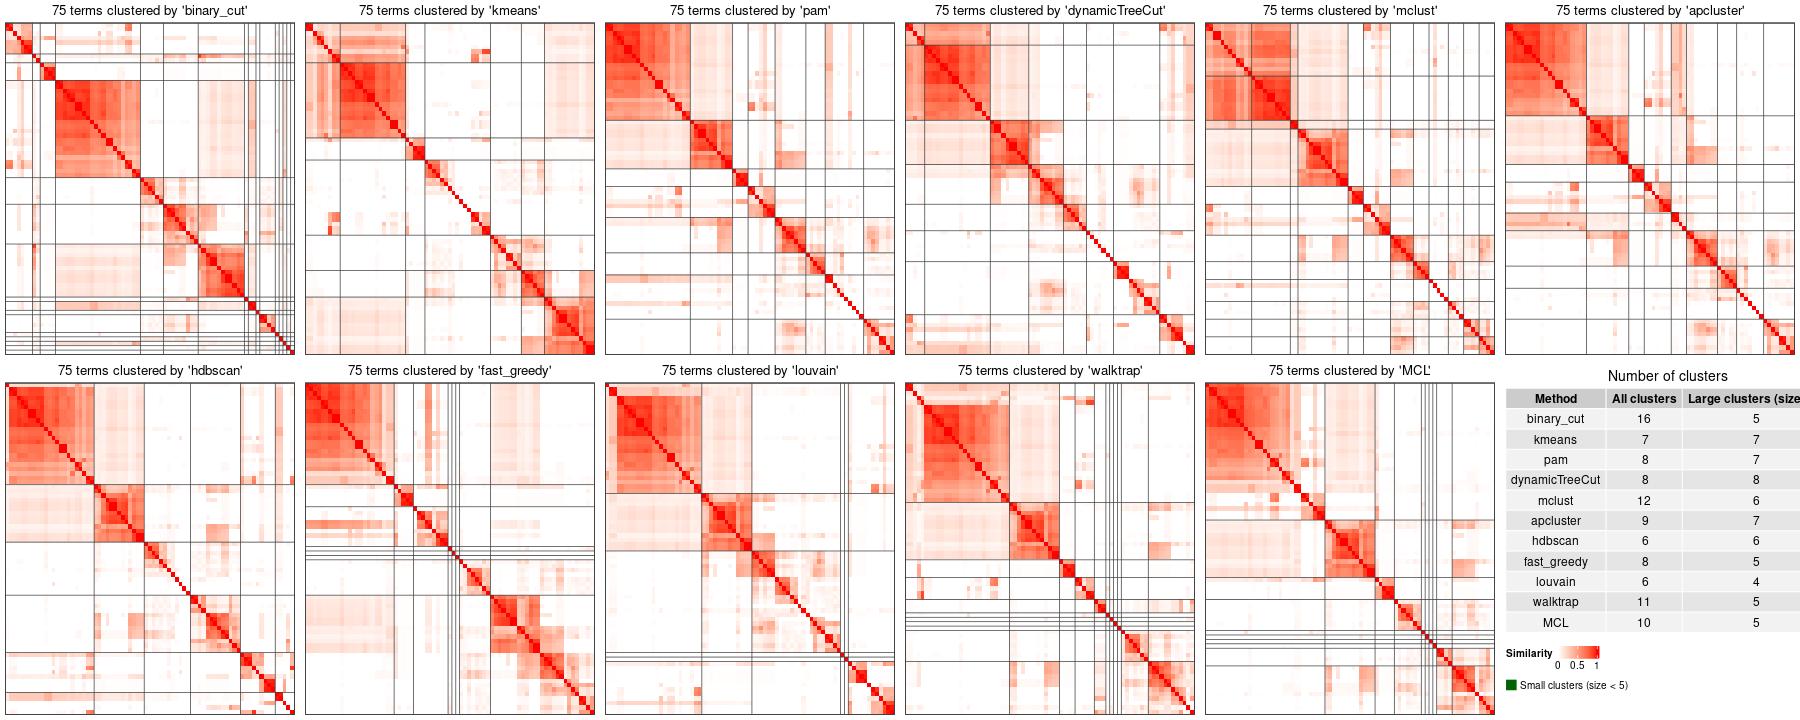 75 terms clustered by 'binary_cut'
75 terms clustered by 'kmeans'
75 terms clustered by 'pam'
75 terms clustered by 'dynamicTreeCut'
75 terms clustered by 'mclust'
75 terms clustered by 'apcluster'
75 terms clustered by 'hdbscan'
75 terms clustered by 'fast_greedy'
75 terms clustered by 'louvain'
75 terms clustered by 'walktrap'
75 terms clustered by 'MCL'
Number of clusters
Method All clusters Large clusters (size
binary_cut 16 5
kmeans 7 7
pam 8 7
dynamicTreeCut 8 8
mclust 12 6
apcluster 9 7
hdbscan 6 6
fast_greedy 8 5
louvain 6 4
walktrap 11 5
MCL 10 5
Similarity
0 0.5 1
Small clusters (size < 5)